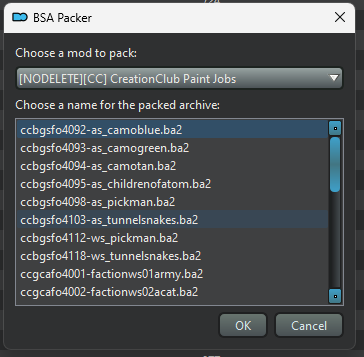 BSA Packer
Choose a mod to pack:
[NODELETE][CC] CreationClub Paint Jobs
Choose a name for the packed archive:
ccbgsfo4092-as_camoblue.ba2
ccbgsfo4093-as_camogreen.ba2
ccbgsfo4094-as_camotan.ba2
ccbgsfo4095-as_childrenofatom.ba2
ccbgsfo4098-as_pickman.ba2
ccbgsfo4103-as_tunnelsnakes.ba2
ccbgsfo4112-ws_pickman.ba2
ccbgsfo4118-ws_tunnelsnakes.ba2
ccgcafo4001-factionws01army.ba2
ccgcafo4002-factionws02acat.ba2
OK
Cancel